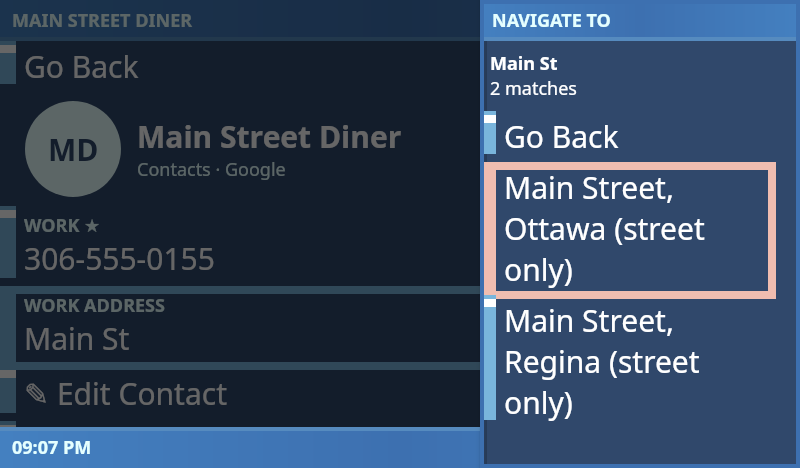 MAIN STREET DINER
Go Back
MD
Main Street Diner
Contacts · Google
WORK ★
306-555-0155
WORK ADDRESS
Main St
✎ Edit Contact
09:07 PM
NAVIGATE TO
Main St
2 matches
Go Back
Main Street,
Ottawa (street
only)
Main Street,
Regina (street
only)